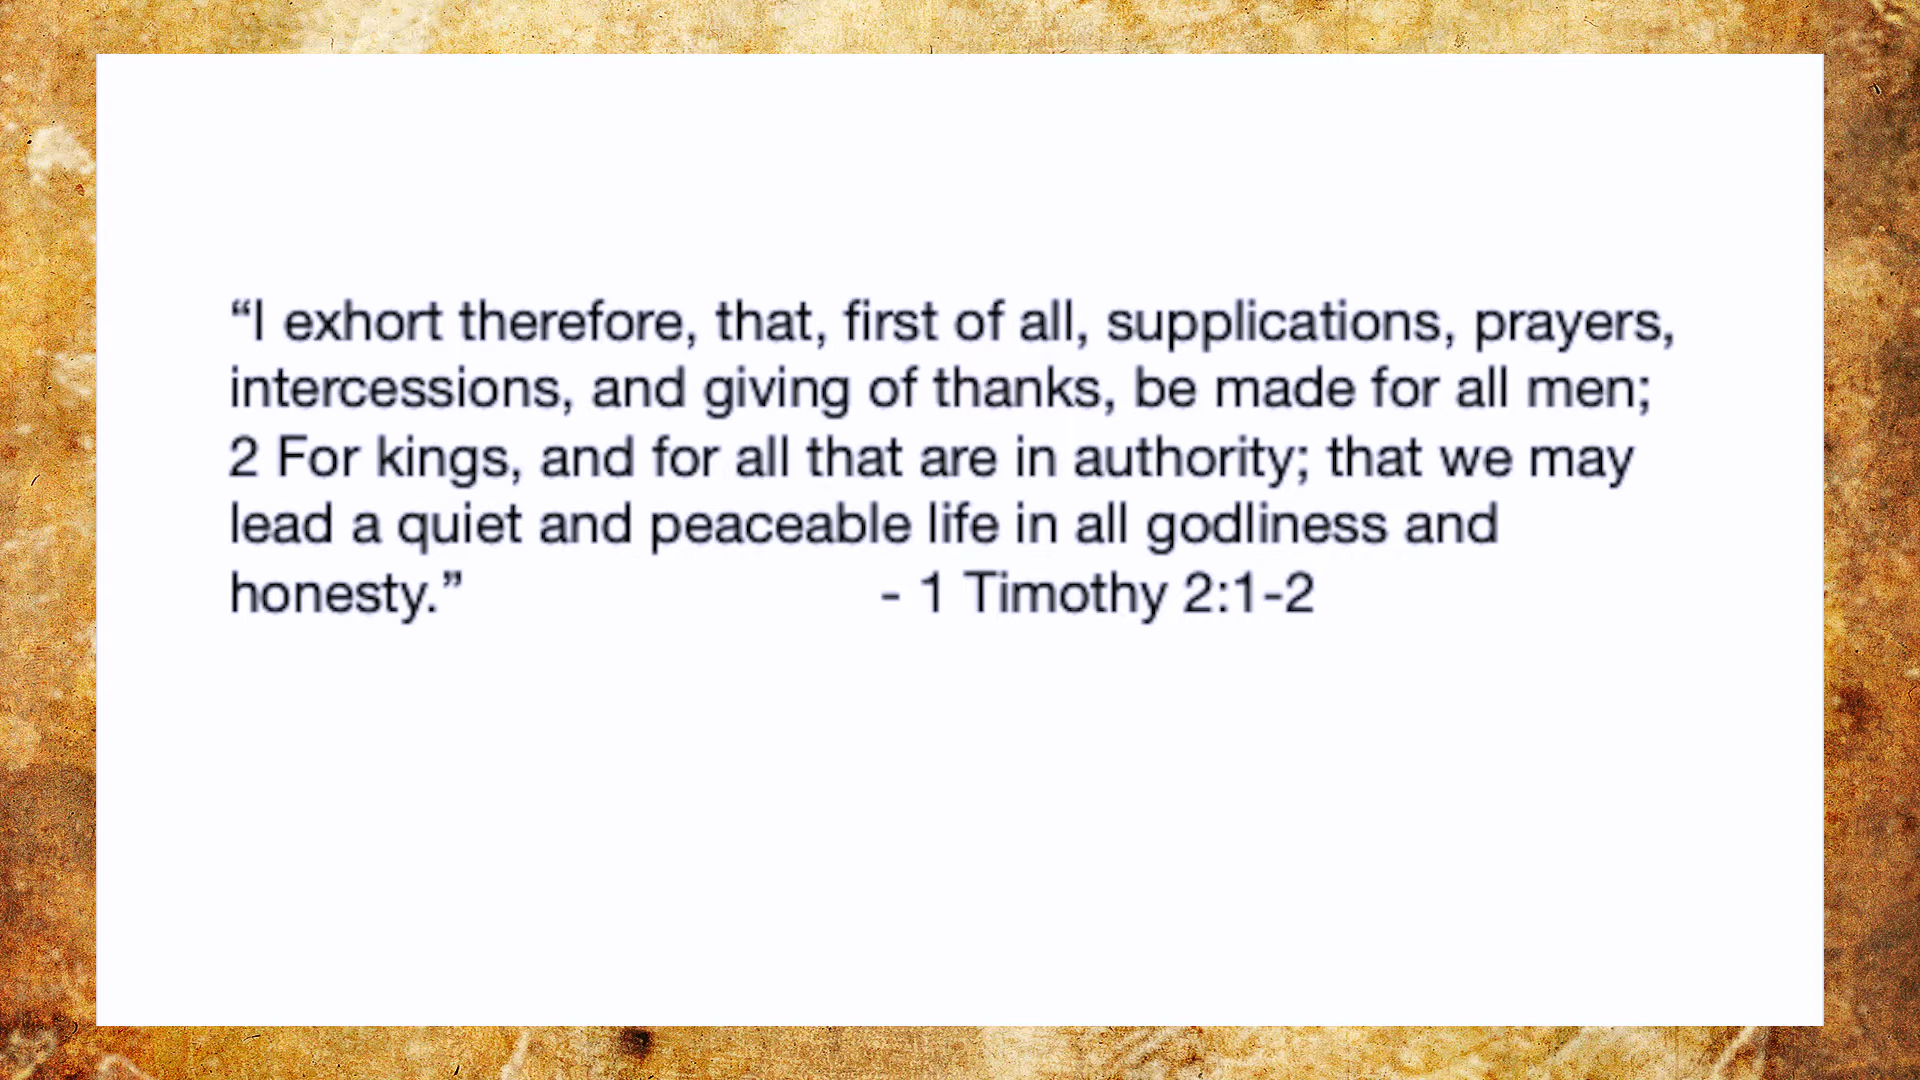 “I exhort therefore, that, first of all, supplications, prayers,
intercessions, and giving of thanks, be made for all men;
2 For kings, and for all that are in authority; that we may
lead a quiet and peaceable life in all godliness and
honesty.” - 1 Timothy 2:1-2